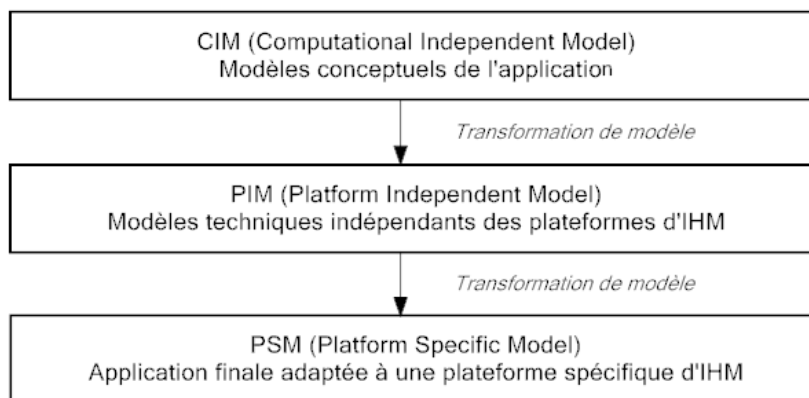 CIM (Computational Independent Model)
Modèles conceptuels de l'application
Transformation de modèle
PIM (Platform Independent Model)
Modèles techniques indépendants des plateformes d'IHM
Transformation de modèle
PSM (Platform Specific Model)
Application finale adaptée à une plateforme spécifique d'IHM